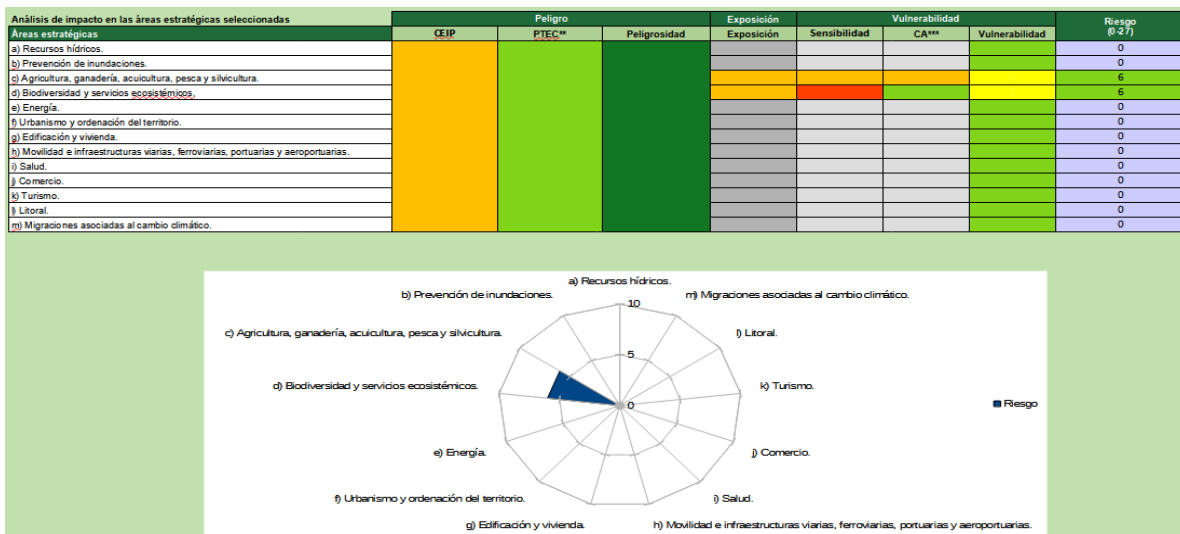 Análisis de impacto en las áreas estratégicas seleccionadas Peligro Exposición Vulnerabilidad Riesgo (0-27)
Áreas estratégicas CEIP PTEC** Peligrosidad Exposición Sensibilidad CA*** Vulnerabilidad
a) Recursos hídricos. 0
b) Prevención de inundaciones. 0
c) Agricultura, ganadería, acuicultura, pesca y silvicultura. 6
d) Biodiversidad y servicios ecosistémicos. 6
e) Energía. 0
f) Urbanismo y ordenación del territorio. 0
g) Edificación y vivienda. 0
h) Movilidad e infraestructuras viarias, ferroviarias, portuarias y aeroportuarias. 0
i) Salud. 0
j) Comercio. 0
k) Turismo. 0
l) Litoral. 0
m) Migraciones asociadas al cambio climático. 0
a) Recursos hídricos.
b) Prevención de inundaciones. 10 m) Migraciones asociadas al cambio climático.
c) Agricultura, ganadería, acuicultura, pesca y silvicultura. l) Litoral.
5
d) Biodiversidad y servicios ecosistémicos. k) Turismo.
0 Riesgo
e) Energía. j) Comercio.
f) Urbanismo y ordenación del territorio. i) Salud.
g) Edificación y vivienda. h) Movilidad e infraestructuras viarias, ferroviarias, portuarias y aeroportuarias.